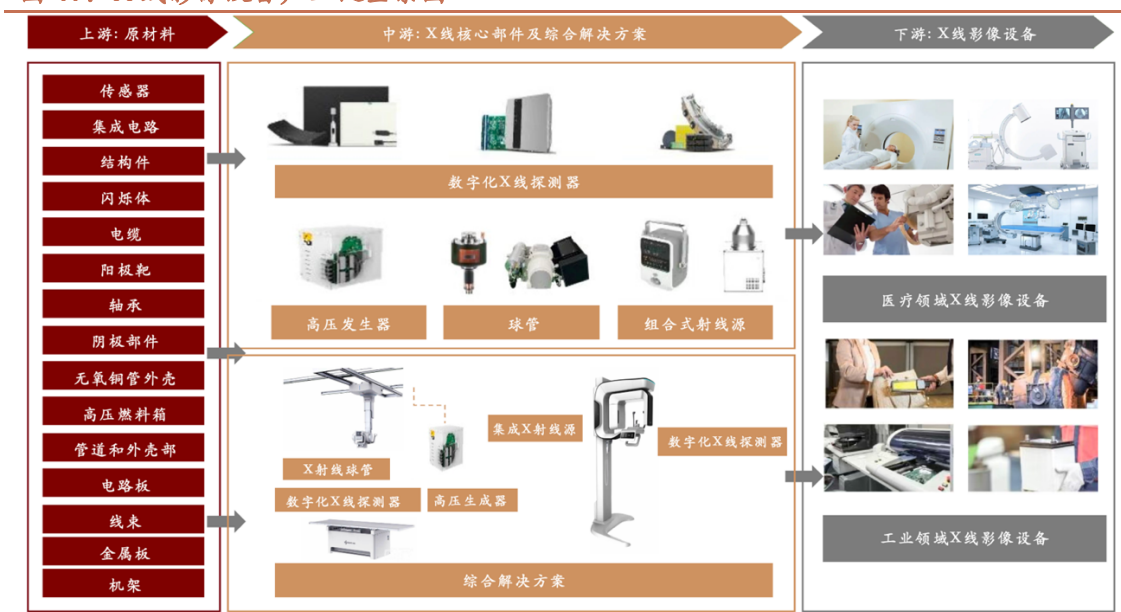 上游: 原材料
中游: X线核心部件及综合解决方案
下游: X线影像设备
传感器
集成电路
结构件
闪烁体
电缆
阳极靶
轴承
阴极部件
无氧铜管外壳
高压燃料箱
管道和外壳部
电路板
线束
金属板
机架
数字化X线探测器
高压发生器
球管
组合式射线源
X射线球管
数字化X线探测器
高压生成器
集成X射线源
数字化X线探测器
综合解决方案
医疗领域X线影像设备
工业领域X线影像设备